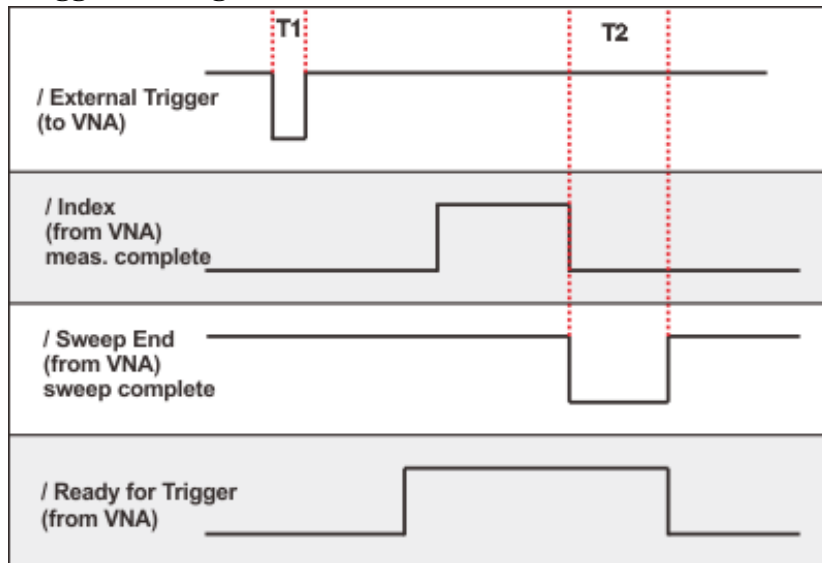 T1
T2
/ External Trigger
(to VNA)
/ Index
(from VNA)
meas. complete
/ Sweep End
(from VNA)
sweep complete
/ Ready for Trigger
(from VNA)